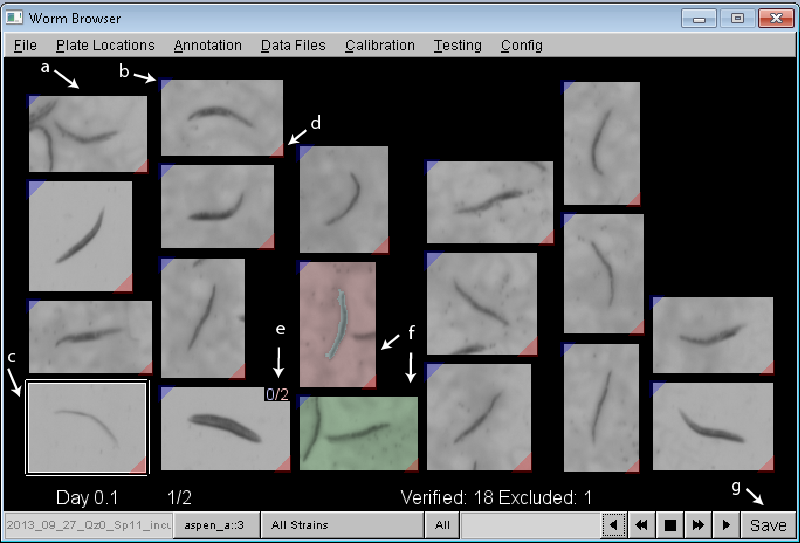 Worm Browser
File Plate Locations Annotation Data Files Calibration Testing Config
a
b
d
c
e
f
0/2
Day 0.1 1/2 Verified: 18 Excluded: 1
g
2013_09_27_Qz0_Sp11_incu aspen_a::3 All Strains All Save